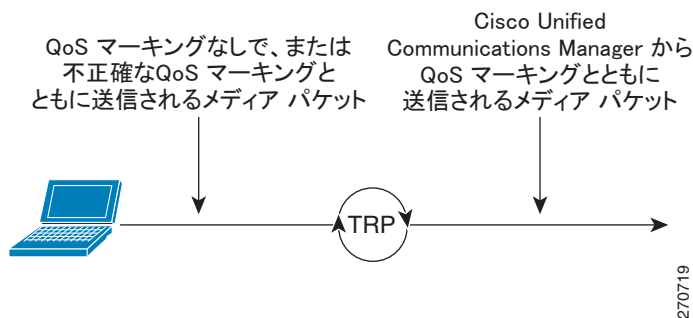 QoS マーキングなしで、または
不正確なQoS マーキングと
ともに送信されるメディア パケット
Cisco Unified
Communications Manager から
QoS マーキングとともに
送信されるメディア パケット
TRP
270719